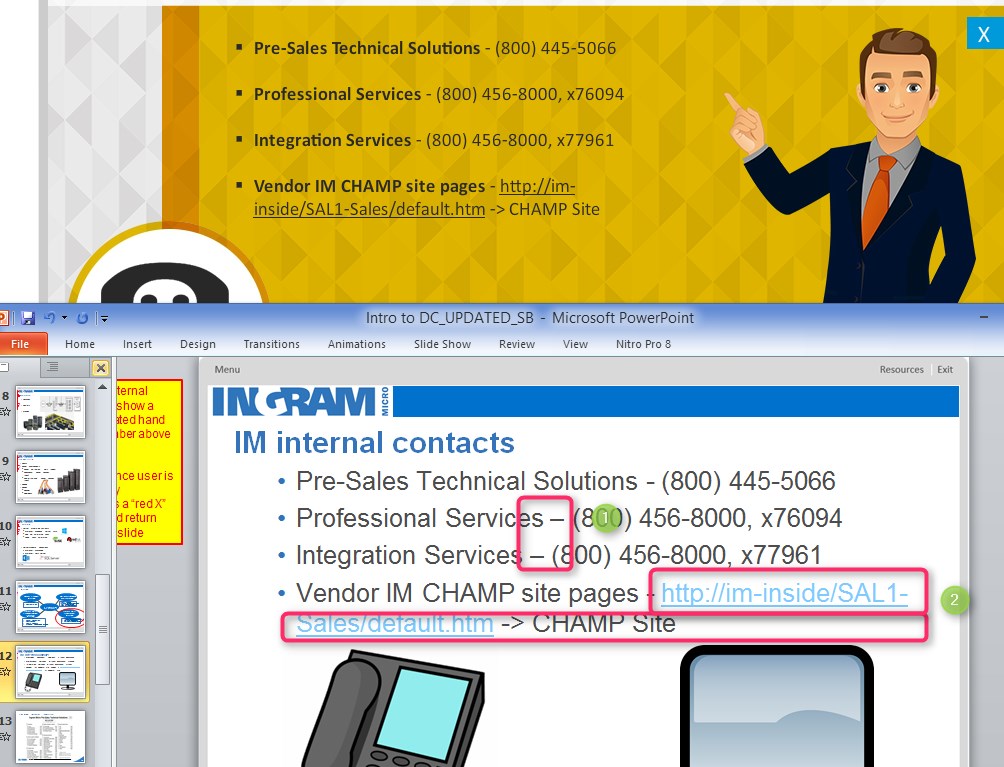 X
▪ Pre-Sales Technical Solutions - (800) 445-5066
▪ Professional Services - (800) 456-8000, x76094
▪ Integration Services - (800) 456-8000, x77961
▪ Vendor IM CHAMP site pages - http://im-
inside/SAL1-Sales/default.htm -> CHAMP Site
Intro to DC_UPDATED_SB - Microsoft PowerPoint
File Home Insert Design Transitions Animations Slide Show Review View Nitro Pro 8
Menu Resources Exit
8
9
10
11
12
13
ternal
show a
ted hand
ber above
nce user is
s a “red X”
d return
slide
INGRAM MICRO
IM internal contacts
• Pre-Sales Technical Solutions - (800) 445-5066
• Professional Services – (800) 456-8000, x76094
1
• Integration Services – (800) 456-8000, x77961
• Vendor IM CHAMP site pages - http://im-inside/SAL1-
2
Sales/default.htm -> CHAMP Site